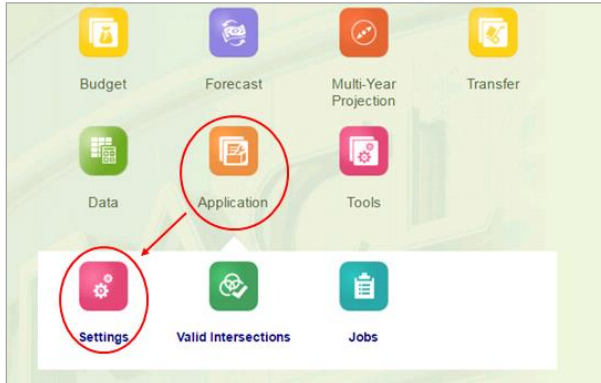 Budget
Forecast
Multi-Year
Projection
Transfer
Data
Application
Tools
Settings
Valid Intersections
Jobs